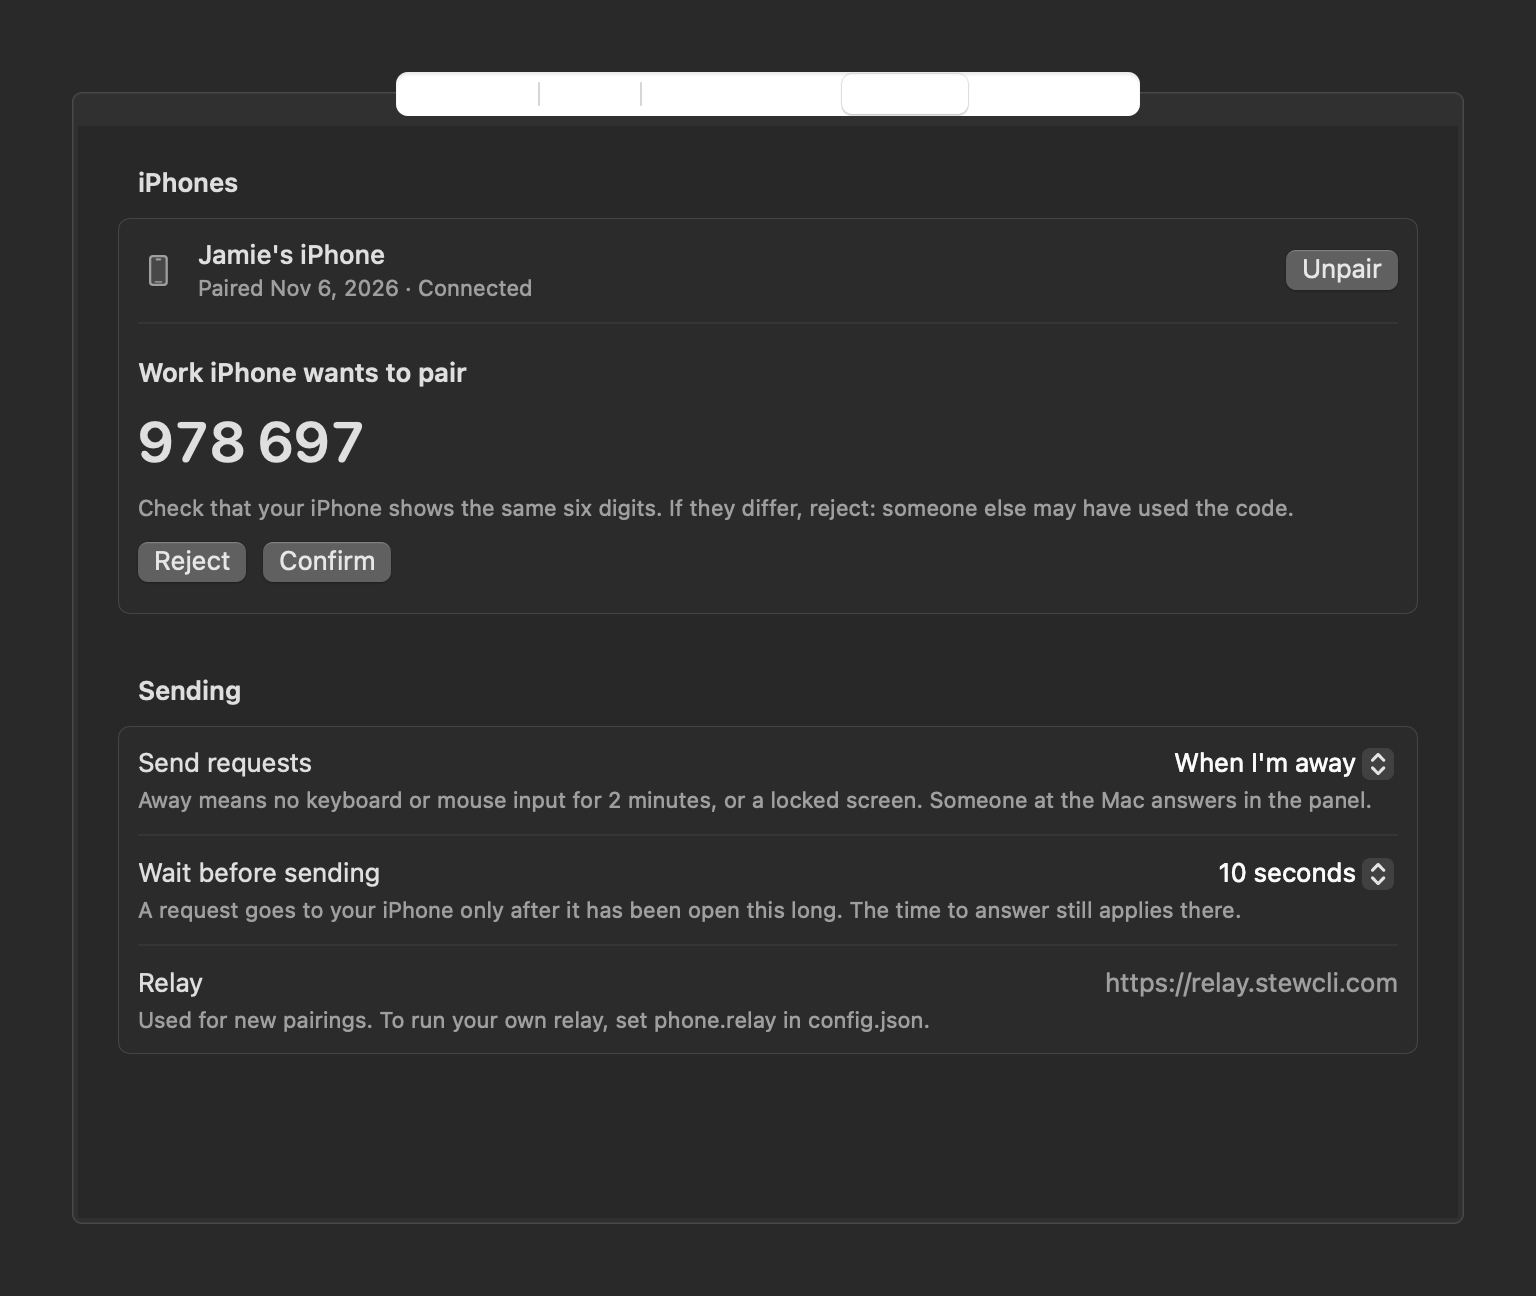 iPhones
Jamie's iPhone
Paired Nov 6, 2026 · Connected
Unpair
Work iPhone wants to pair
978 697
Check that your iPhone shows the same six digits. If they differ, reject: someone else may have used the code.
Reject
Confirm
Sending
Send requests
When I'm away
Away means no keyboard or mouse input for 2 minutes, or a locked screen. Someone at the Mac answers in the panel.
Wait before sending
10 seconds
A request goes to your iPhone only after it has been open this long. The time to answer still applies there.
Relay
https://relay.stewcli.com
Used for new pairings. To run your own relay, set phone.relay in config.json.